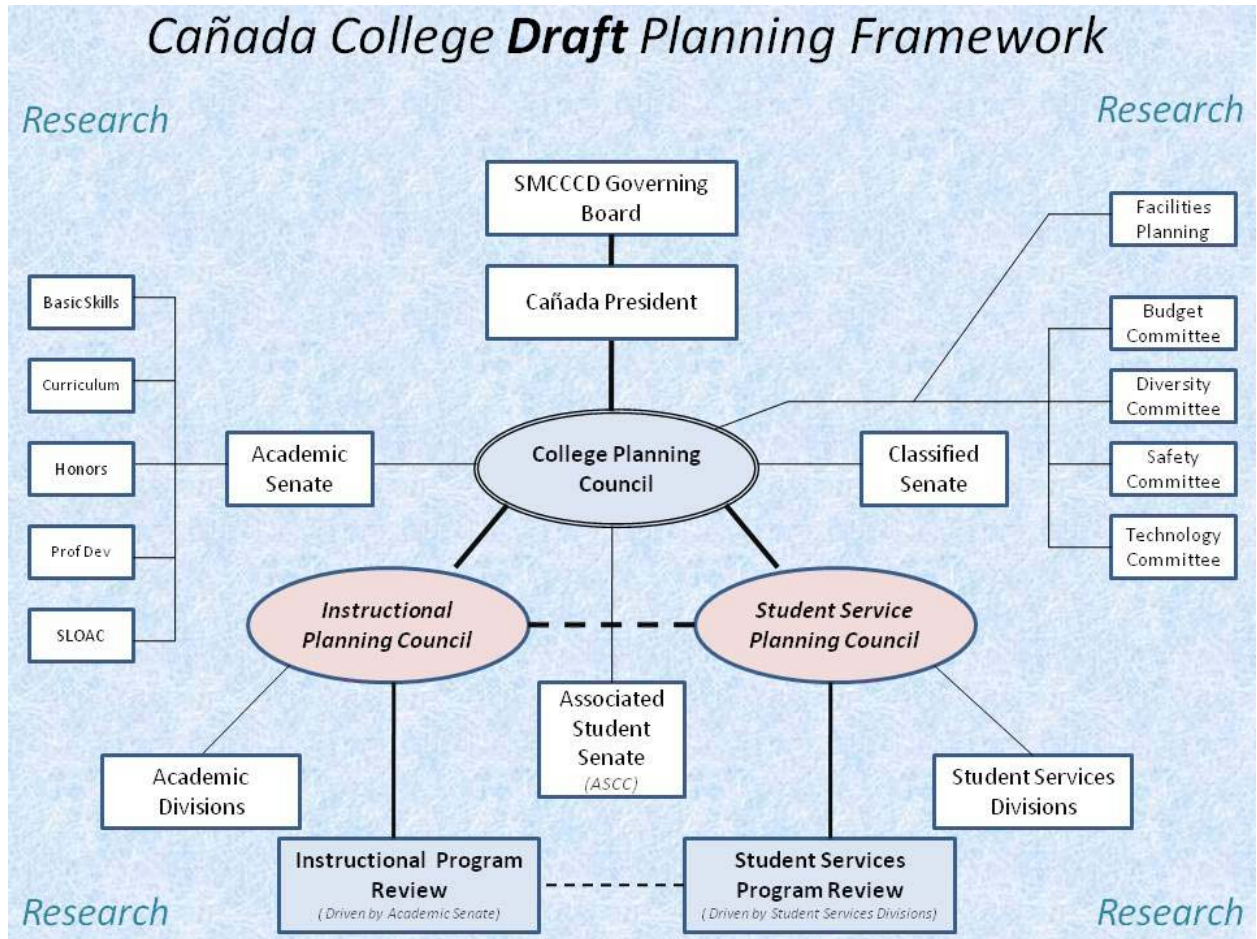 Cañada College Draft Planning Framework
Research
Research
SMCCCD Governing
Board
Facilities
Planning
Cañada President
Basic Skills
Curriculum
Honors
Prof Dev
SLOAC
Academic
Senate
College Planning
Council
Classified
Senate
Budget
Committee
Diversity
Committee
Safety
Committee
Technology
Committee
Instructional
Planning Council
Student Service
Planning Council
Associated
Student
Senate
(ASCC)
Academic
Divisions
Student Services
Divisions
Instructional Program
Review
( Driven by Academic Senate)
Student Services
Program Review
( Driven by Student Services Divisions)
Research
Research